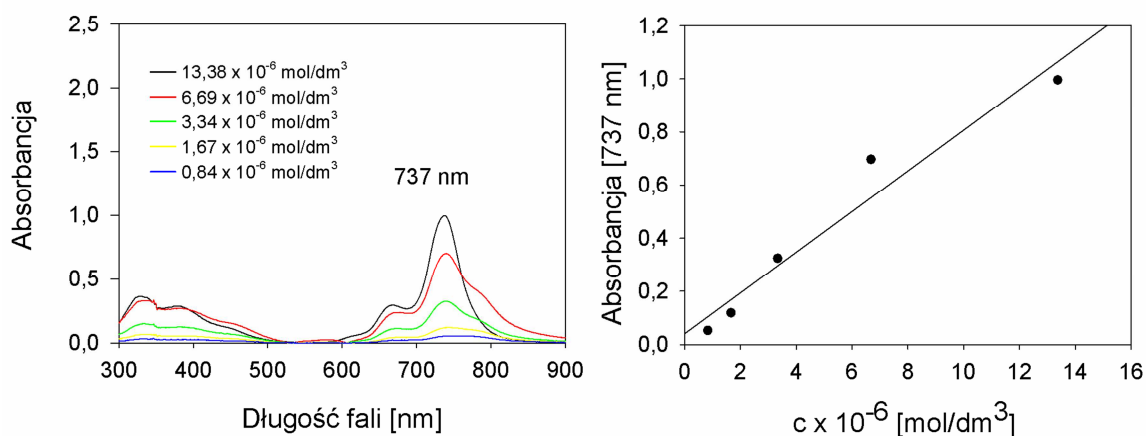 2,5
2,0
1,5
1,0
0,5
0,0
Absorbancja
13,38 x 10⁻⁶ mol/dm³
6,69 x 10⁻⁶ mol/dm³
3,34 x 10⁻⁶ mol/dm³
1,67 x 10⁻⁶ mol/dm³
0,84 x 10⁻⁶ mol/dm³
737 nm
300 400 500 600 700 800 900
Długość fali [nm]
1,2
1,0
0,8
0,6
0,4
0,2
0,0
Absorbancja [737 nm]
0 2 4 6 8 10 12 14 16
c x 10⁻⁶ [mol/dm³]